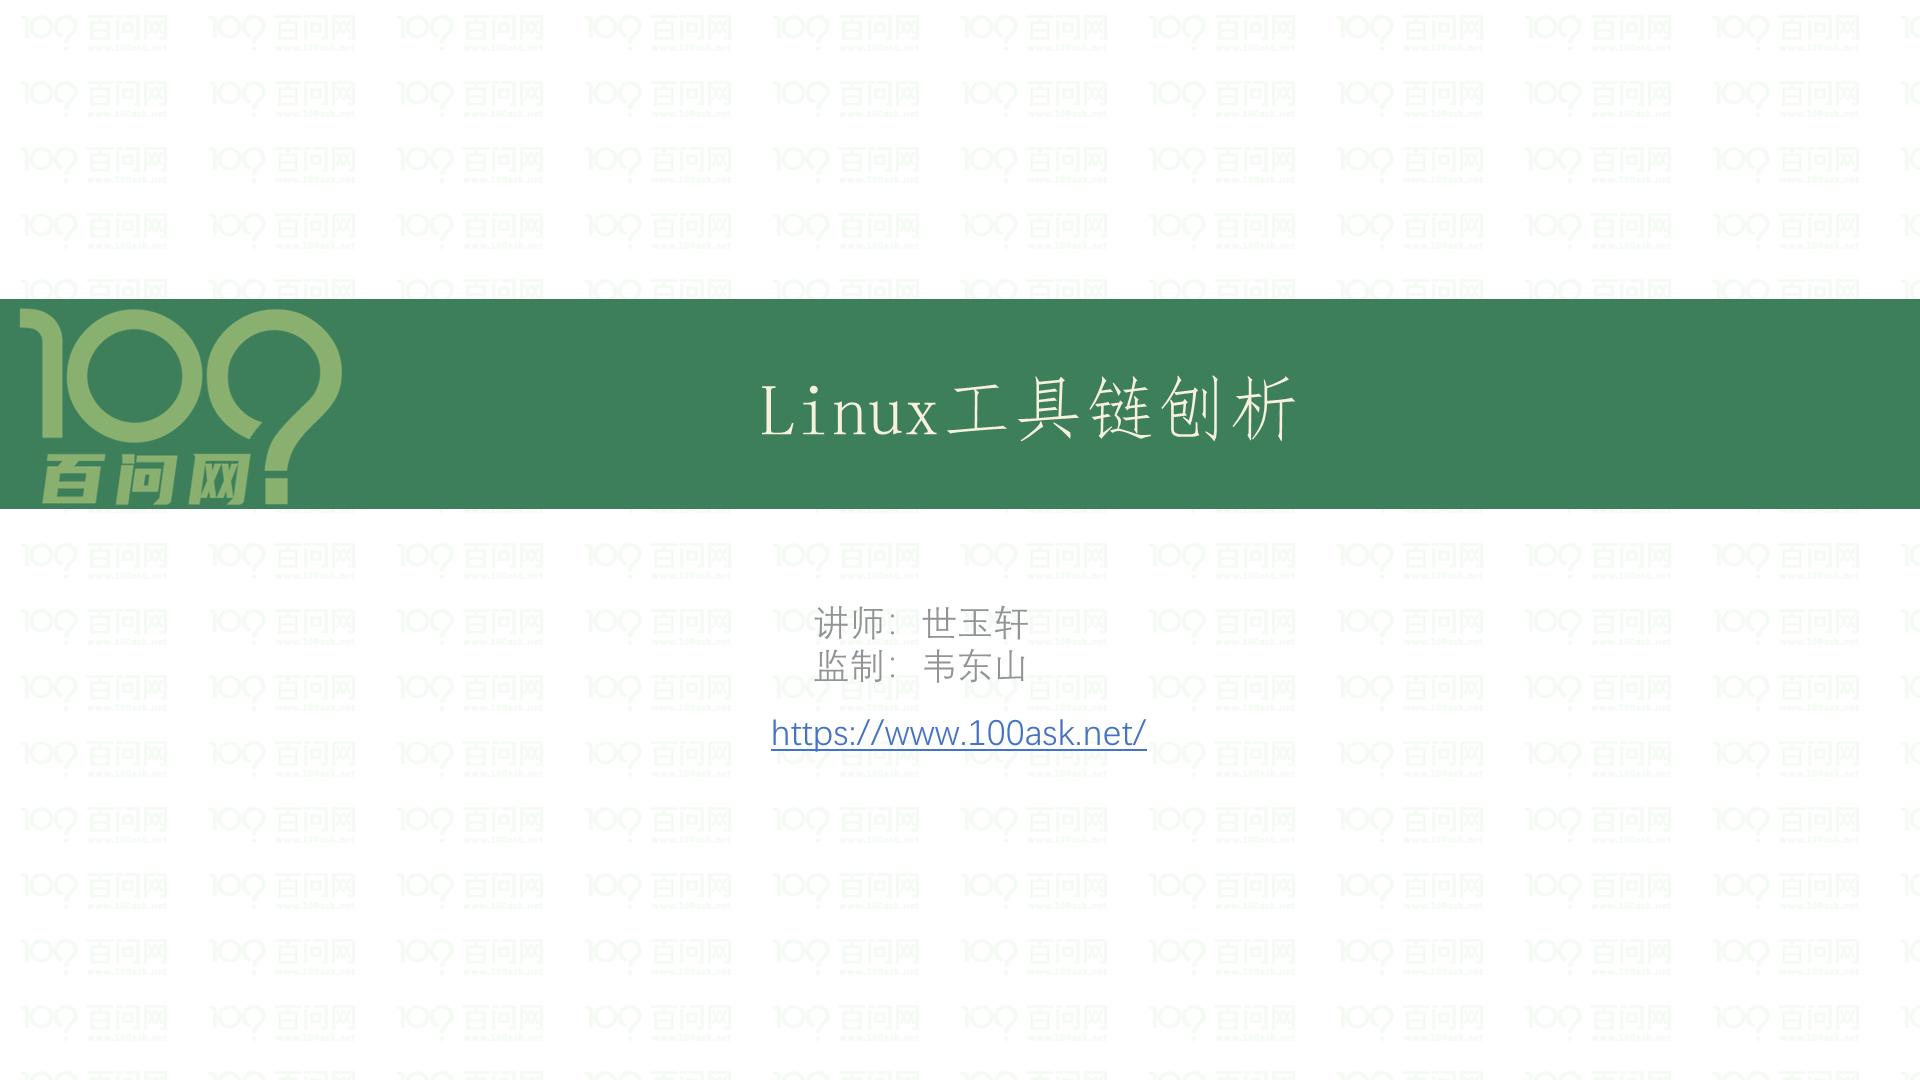 100?
百问网
Linux工具链刨析
讲师：世玉轩
监制：韦东山
https://www.100ask.net/